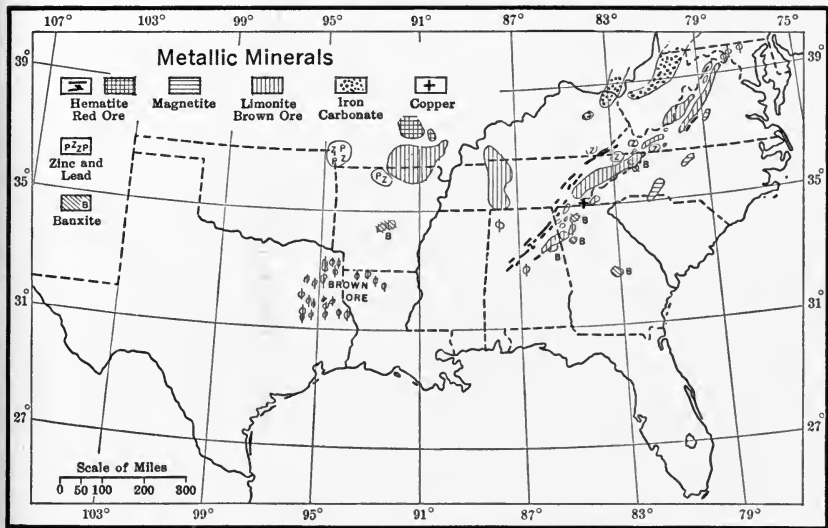 107° 103° 99° 95° 91° 87° 83° 79° 75°
Metallic Minerals
Hematite
Red Ore
Magnetite
Limonite
Brown Ore
Iron
Carbonate
Copper
PZZP
Zinc and
Lead
B
Bauxite
39°
35°
31°
27°
39°
35°
31°
27°
Z P
P Z
PZ
Z
Z
B
B
B
B
B
B
BROWN
ORE
Scale of Miles
0 50 100 200 300
103° 99° 95° 91° 87° 83° 79°